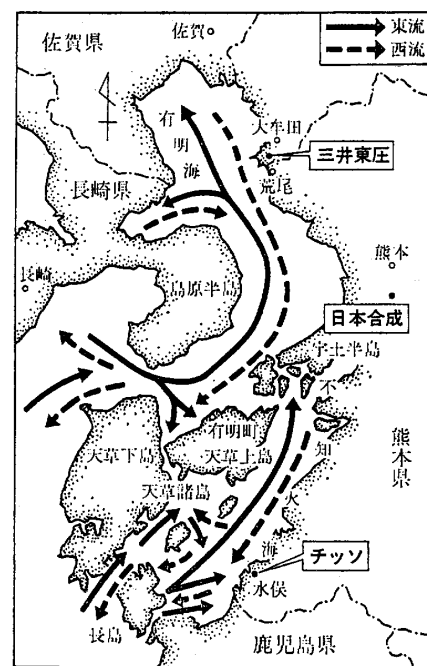 佐賀県
佐賀
東流
西流
有明海
大牟田
三井東圧
荒尾
長崎県
長崎
島原半島
熊本
日本合成
宇土半島
不知火海
有明町
天草上島
天草下島
天草諸島
熊本県
チッソ
水俣
長島
鹿児島県